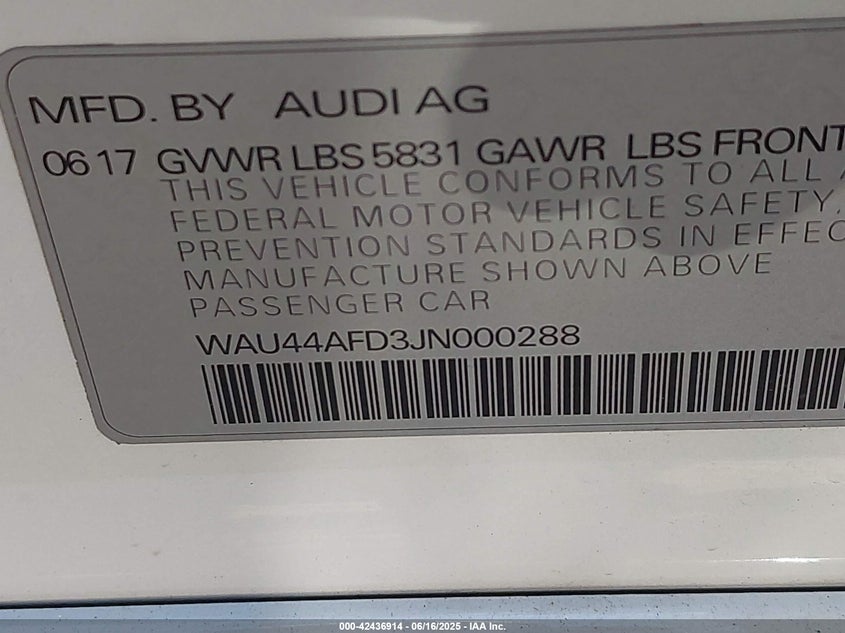 MFD. BY AUDI AG
06 17 GVWR LBS 5831 GAWR LBS FRONT
THIS VEHICLE CONFORMS TO ALL A
FEDERAL MOTOR VEHICLE SAFETY,
PREVENTION STANDARDS IN EFFEC
MANUFACTURE SHOWN ABOVE
PASSENGER CAR
WAU44AFD3JN000288
000-42436914 - 06/16/2025 - IAA Inc.